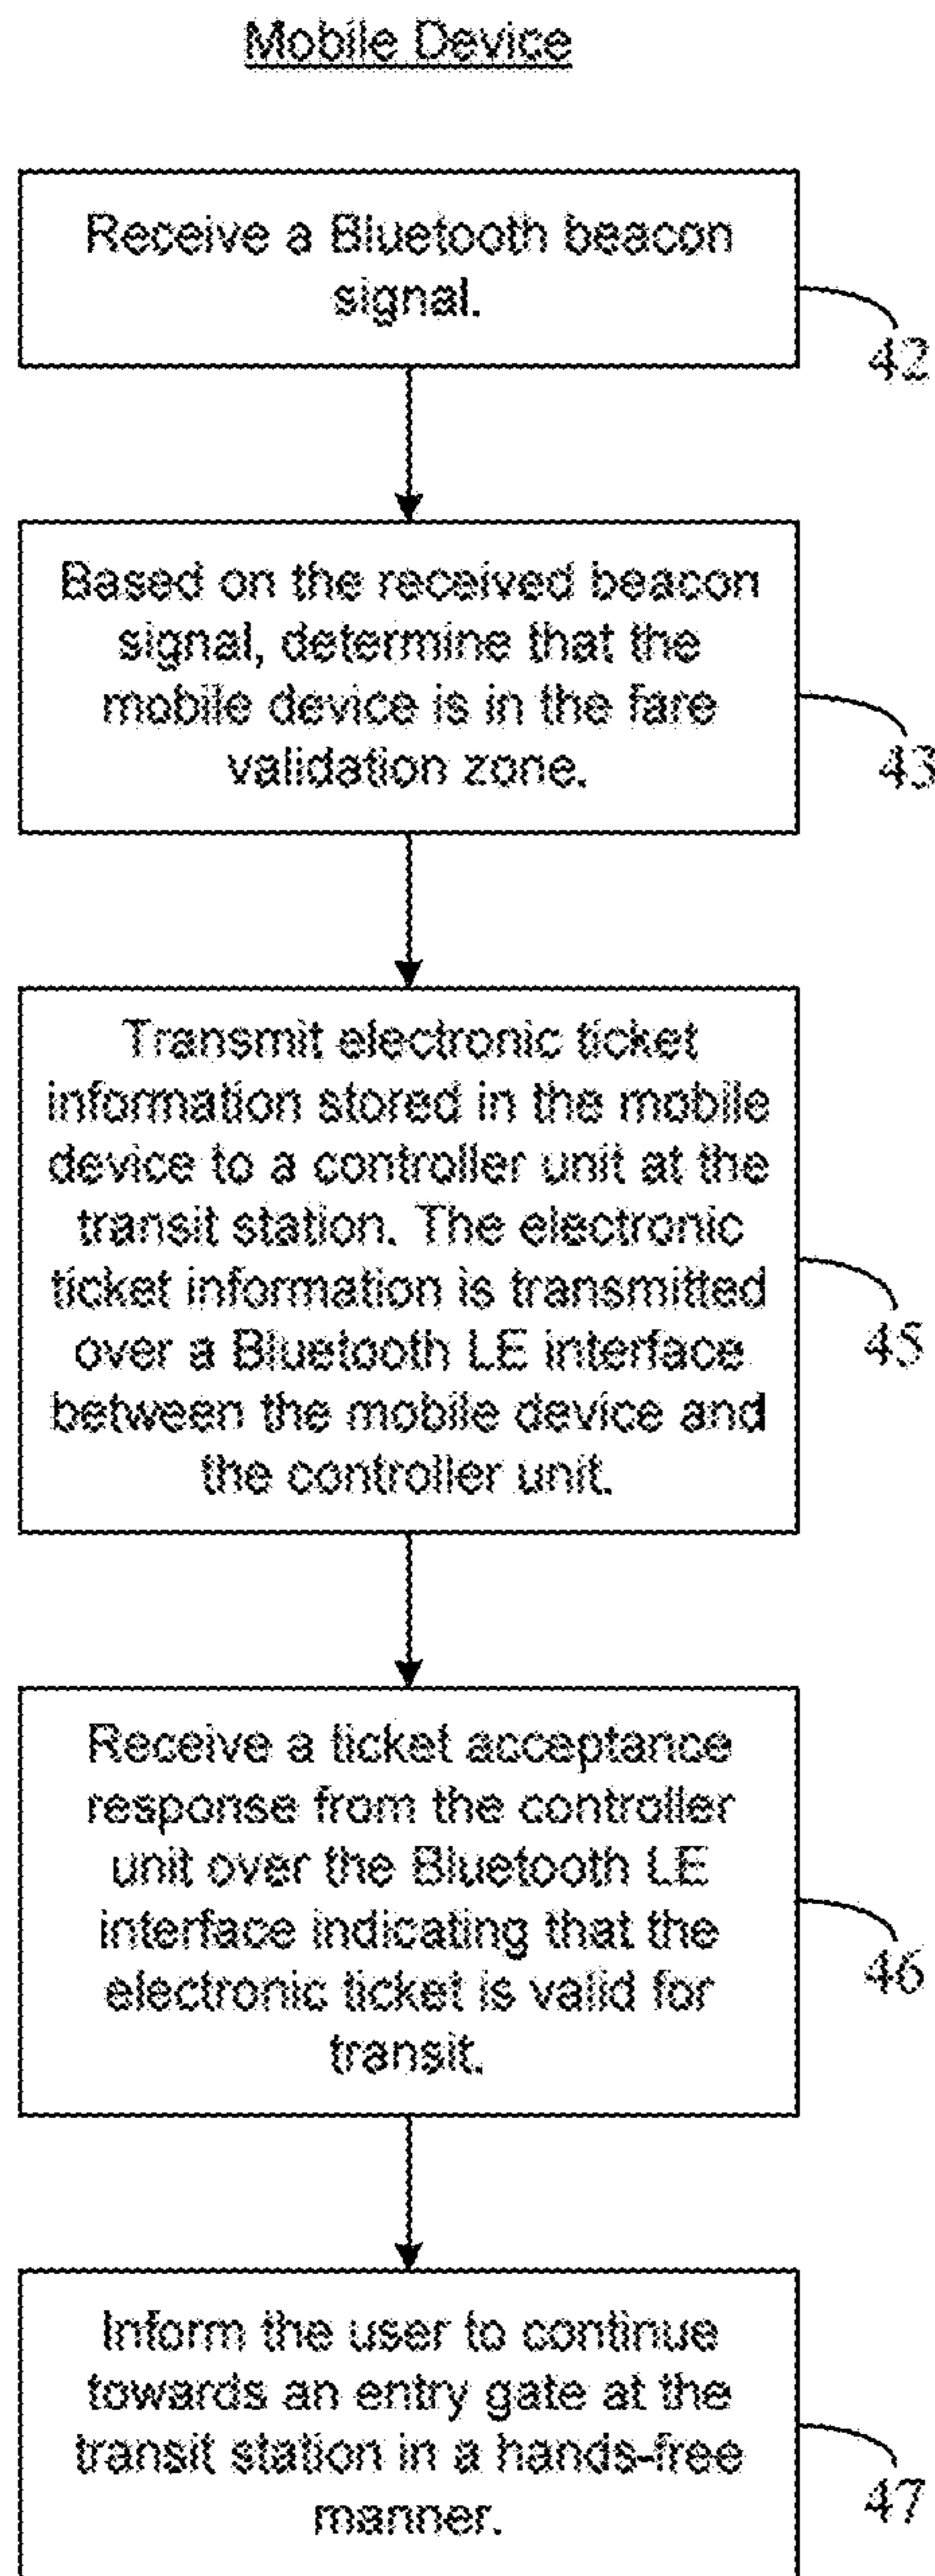 Mobile Device
Receive a Bluetooth beacon
signal.
42
Based on the received beacon
signal, determine that the
mobile device is in the fare
validation zone.
43
Transmit electronic ticket
information stored in the mobile
device to a controller unit at the
transit station. The electronic
ticket information is transmitted
over a Bluetooth LE interface
between the mobile device and
the controller unit.
45
Receive a ticket acceptance
response from the controller
unit over the Bluetooth LE
interface indicating that the
electronic ticket is valid for
transit.
46
Inform the user to continue
towards an entry gate at the
transit station in a hands-free
manner.
47